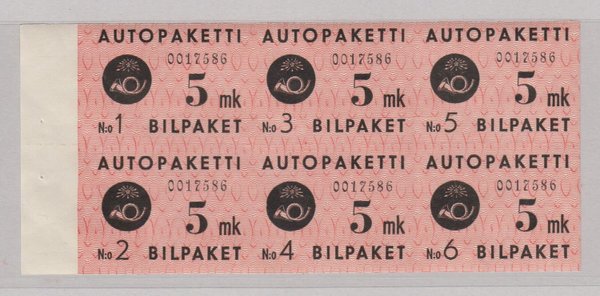 AUTOPAKETTI AUTOPAKETTI AUTOPAKETTI
0017586 0017586 0017586
5 mk 5 mk 5 mk
N:o 1 BILPAKET N:o 3 BILPAKET N:o 5 BILPAKET
AUTOPAKETTI AUTOPAKETTI AUTOPAKETTI
0017586 0017586 0017586
5 mk 5 mk 5 mk
N:o 2 BILPAKET N:o 4 BILPAKET N:o 6 BILPAKET